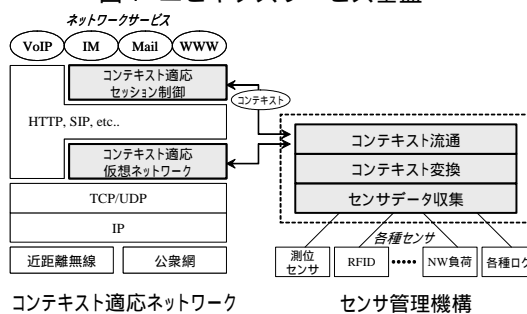 ネットワークサービス
VoIP IM Mail WWW
コンテキスト適応
セッション制御
コンテキスト
HTTP, SIP, etc..
コンテキスト適応
仮想ネットワーク
TCP/UDP
IP
近距離無線 公衆網
コンテキスト適応ネットワーク
コンテキスト流通
コンテキスト変換
センサデータ収集
各種センサ
測位
センサ
RFID
NW負荷
各種ログ
センサ管理機構